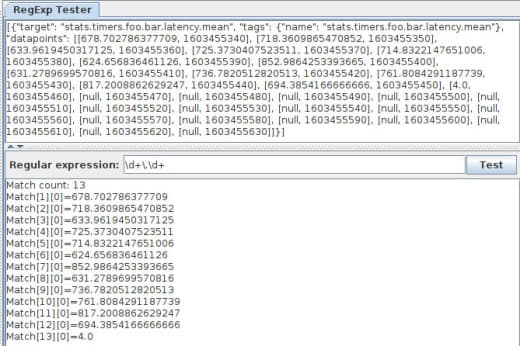 RegExp Tester
[{"target": "stats.timers.foo.bar.latency.mean", "tags": {"name": "stats.timers.foo.bar.latency.mean"},
"datapoints": [[678.702786377709, 1603455340], [718.3609865470852, 1603455350],
[633.9619450317125, 1603455360], [725.3730407523511, 1603455370], [714.8322147651006,
1603455380], [624.656836461126, 1603455390], [852.9864253393665, 1603455400],
[631.2789699570816, 1603455410], [736.7820512820513, 1603455420], [761.8084291187739,
1603455430], [817.2008862629247, 1603455440], [694.3854166666666, 1603455450], [4.0,
1603455460], [null, 1603455470], [null, 1603455480], [null, 1603455490], [null, 1603455500], [null,
1603455510], [null, 1603455520], [null, 1603455530], [null, 1603455540], [null, 1603455550], [null,
1603455560], [null, 1603455570], [null, 1603455580], [null, 1603455590], [null, 1603455600], [null,
1603455610], [null, 1603455620], [null, 1603455630]]}]
Regular expression: \d+\.\d+ Test
Match count: 13
Match[1][0]=678.702786377709
Match[2][0]=718.3609865470852
Match[3][0]=633.9619450317125
Match[4][0]=725.3730407523511
Match[5][0]=714.8322147651006
Match[6][0]=624.656836461126
Match[7][0]=852.9864253393665
Match[8][0]=631.2789699570816
Match[9][0]=736.7820512820513
Match[10][0]=761.8084291187739
Match[11][0]=817.2008862629247
Match[12][0]=694.3854166666666
Match[13][0]=4.0